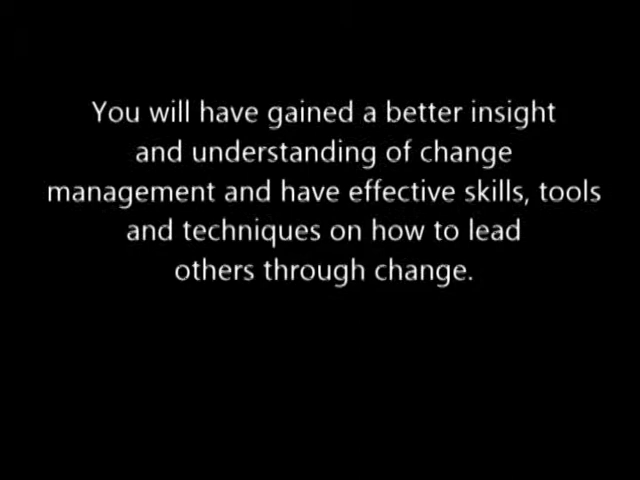 You will have gained a better insight
and understanding of change
management and have effective skills, tools
and techniques on how to lead
others through change.